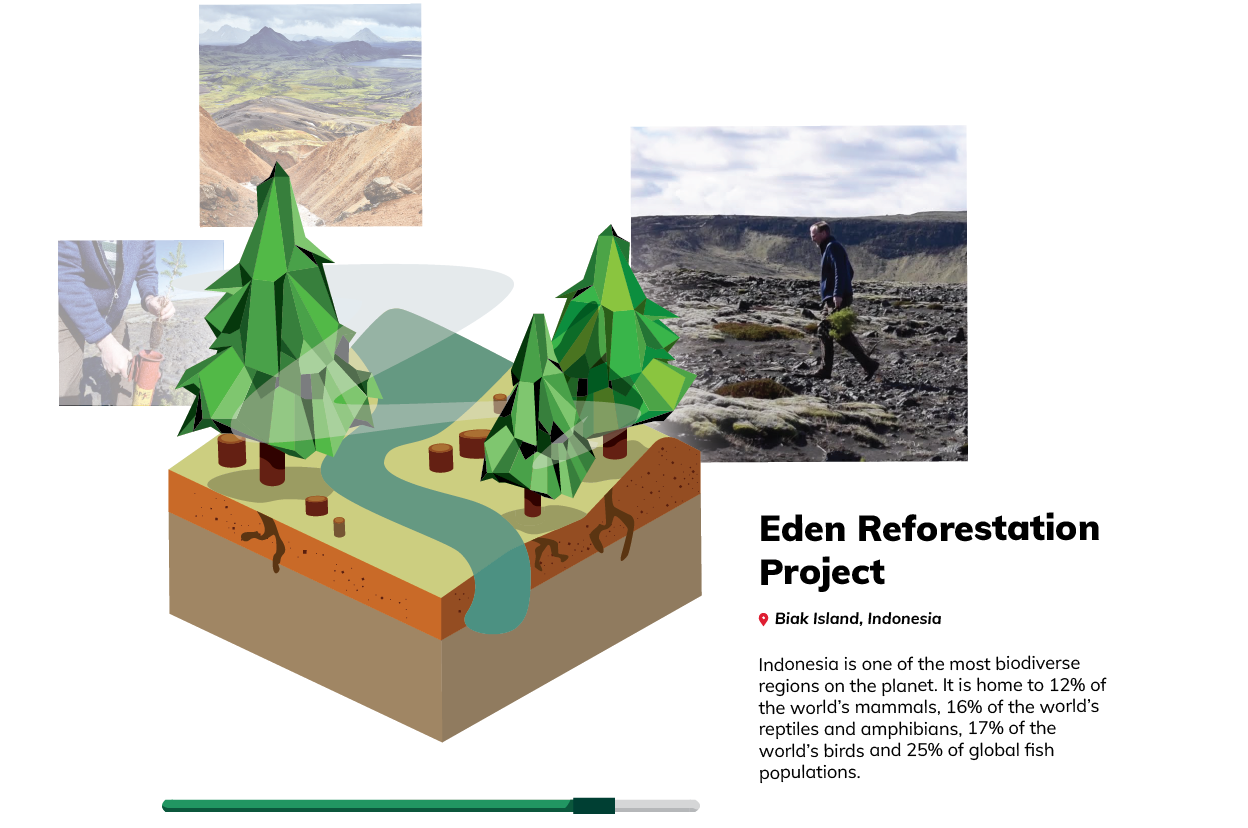 Eden Reforestation
Project
Biak Island, Indonesia
Indonesia is one of the most biodiverse
regions on the planet. It is home to 12% of
the world’s mammals, 16% of the world’s
reptiles and amphibians, 17% of the
world’s birds and 25% of global fish
populations.